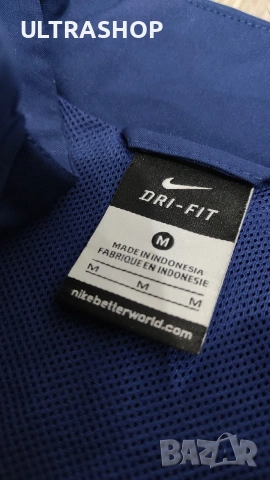 ULTRASHOP
DRI-FIT
M
MADE IN INDONESIA
FABRIQUE EN INDONESIE
M M M
nikebetterworld.com
BAZAR